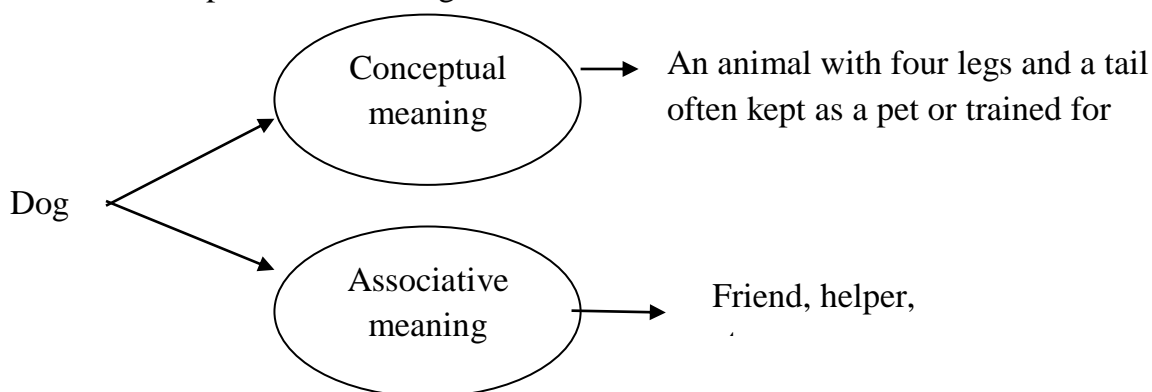 Conceptual
meaning
An animal with four legs and a tail
often kept as a pet or trained for
Dog
Associative
meaning
Friend, helper,